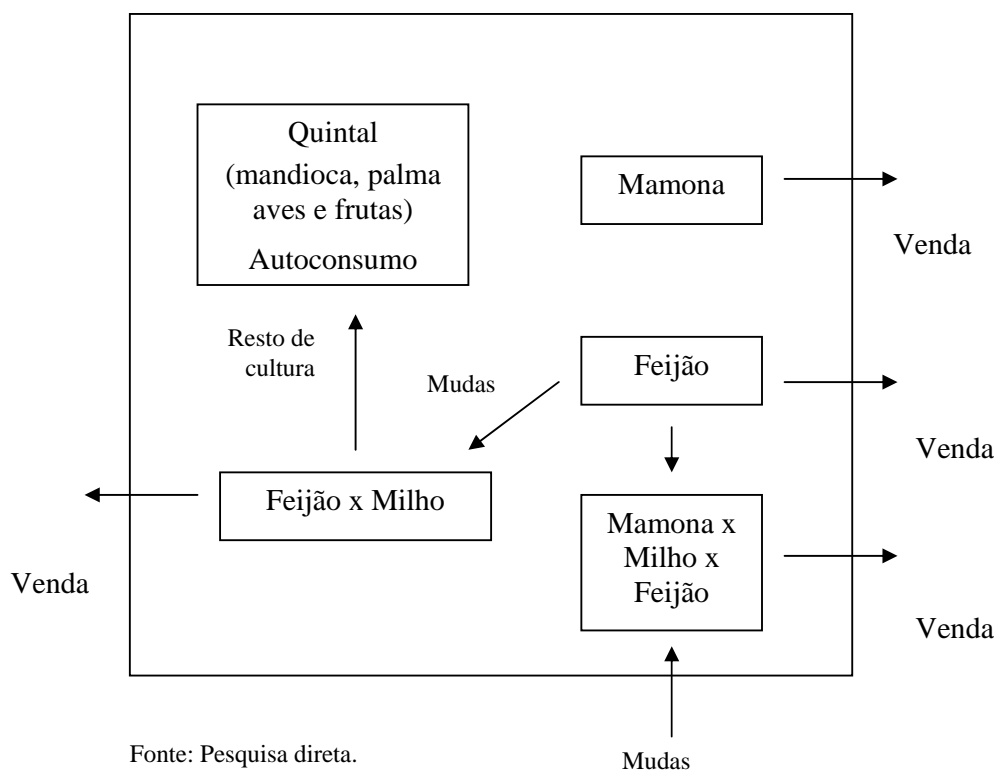 Quintal
(mandioca, palma
aves e frutas)
Autoconsumo
Mamona
Venda
Resto de
cultura
Mudas
Feijão
Venda
Feijão x Milho
Venda
Mamona x
Milho x
Feijão
Venda
Mudas
Fonte: Pesquisa direta.